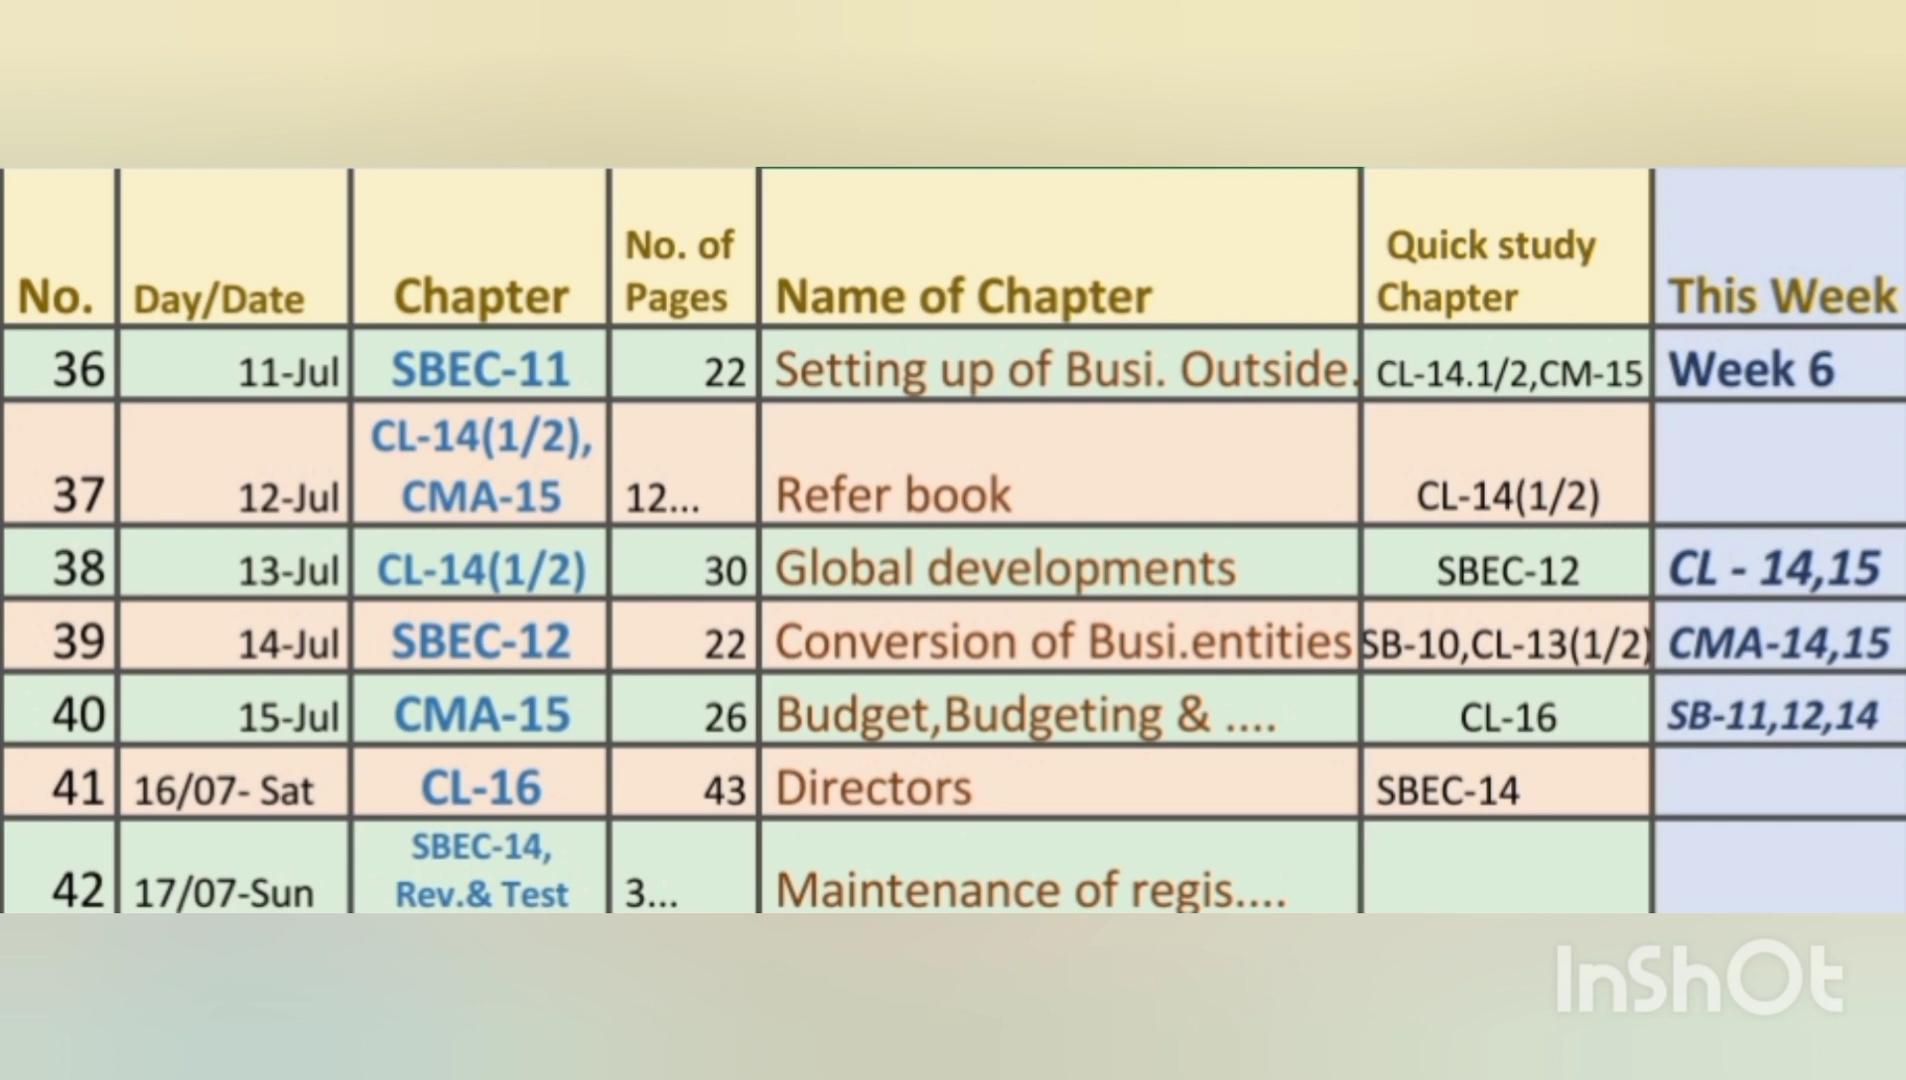 No. Day/Date Chapter No. of Pages Name of Chapter Quick study Chapter This Week
36 11-Jul SBEC-11 22 Setting up of Busi. Outside. CL-14.1/2,CM-15 Week 6
37 12-Jul CL-14(1/2), CMA-15 12... Refer book CL-14(1/2)
38 13-Jul CL-14(1/2) 30 Global developments SBEC-12 CL - 14,15
39 14-Jul SBEC-12 22 Conversion of Busi.entities SB-10,CL-13(1/2) CMA-14,15
40 15-Jul CMA-15 26 Budget,Budgeting & .... CL-16 SB-11,12,14
41 16/07- Sat CL-16 43 Directors SBEC-14
42 17/07-Sun SBEC-14, Rev.& Test 3... Maintenance of regis....
InShOt